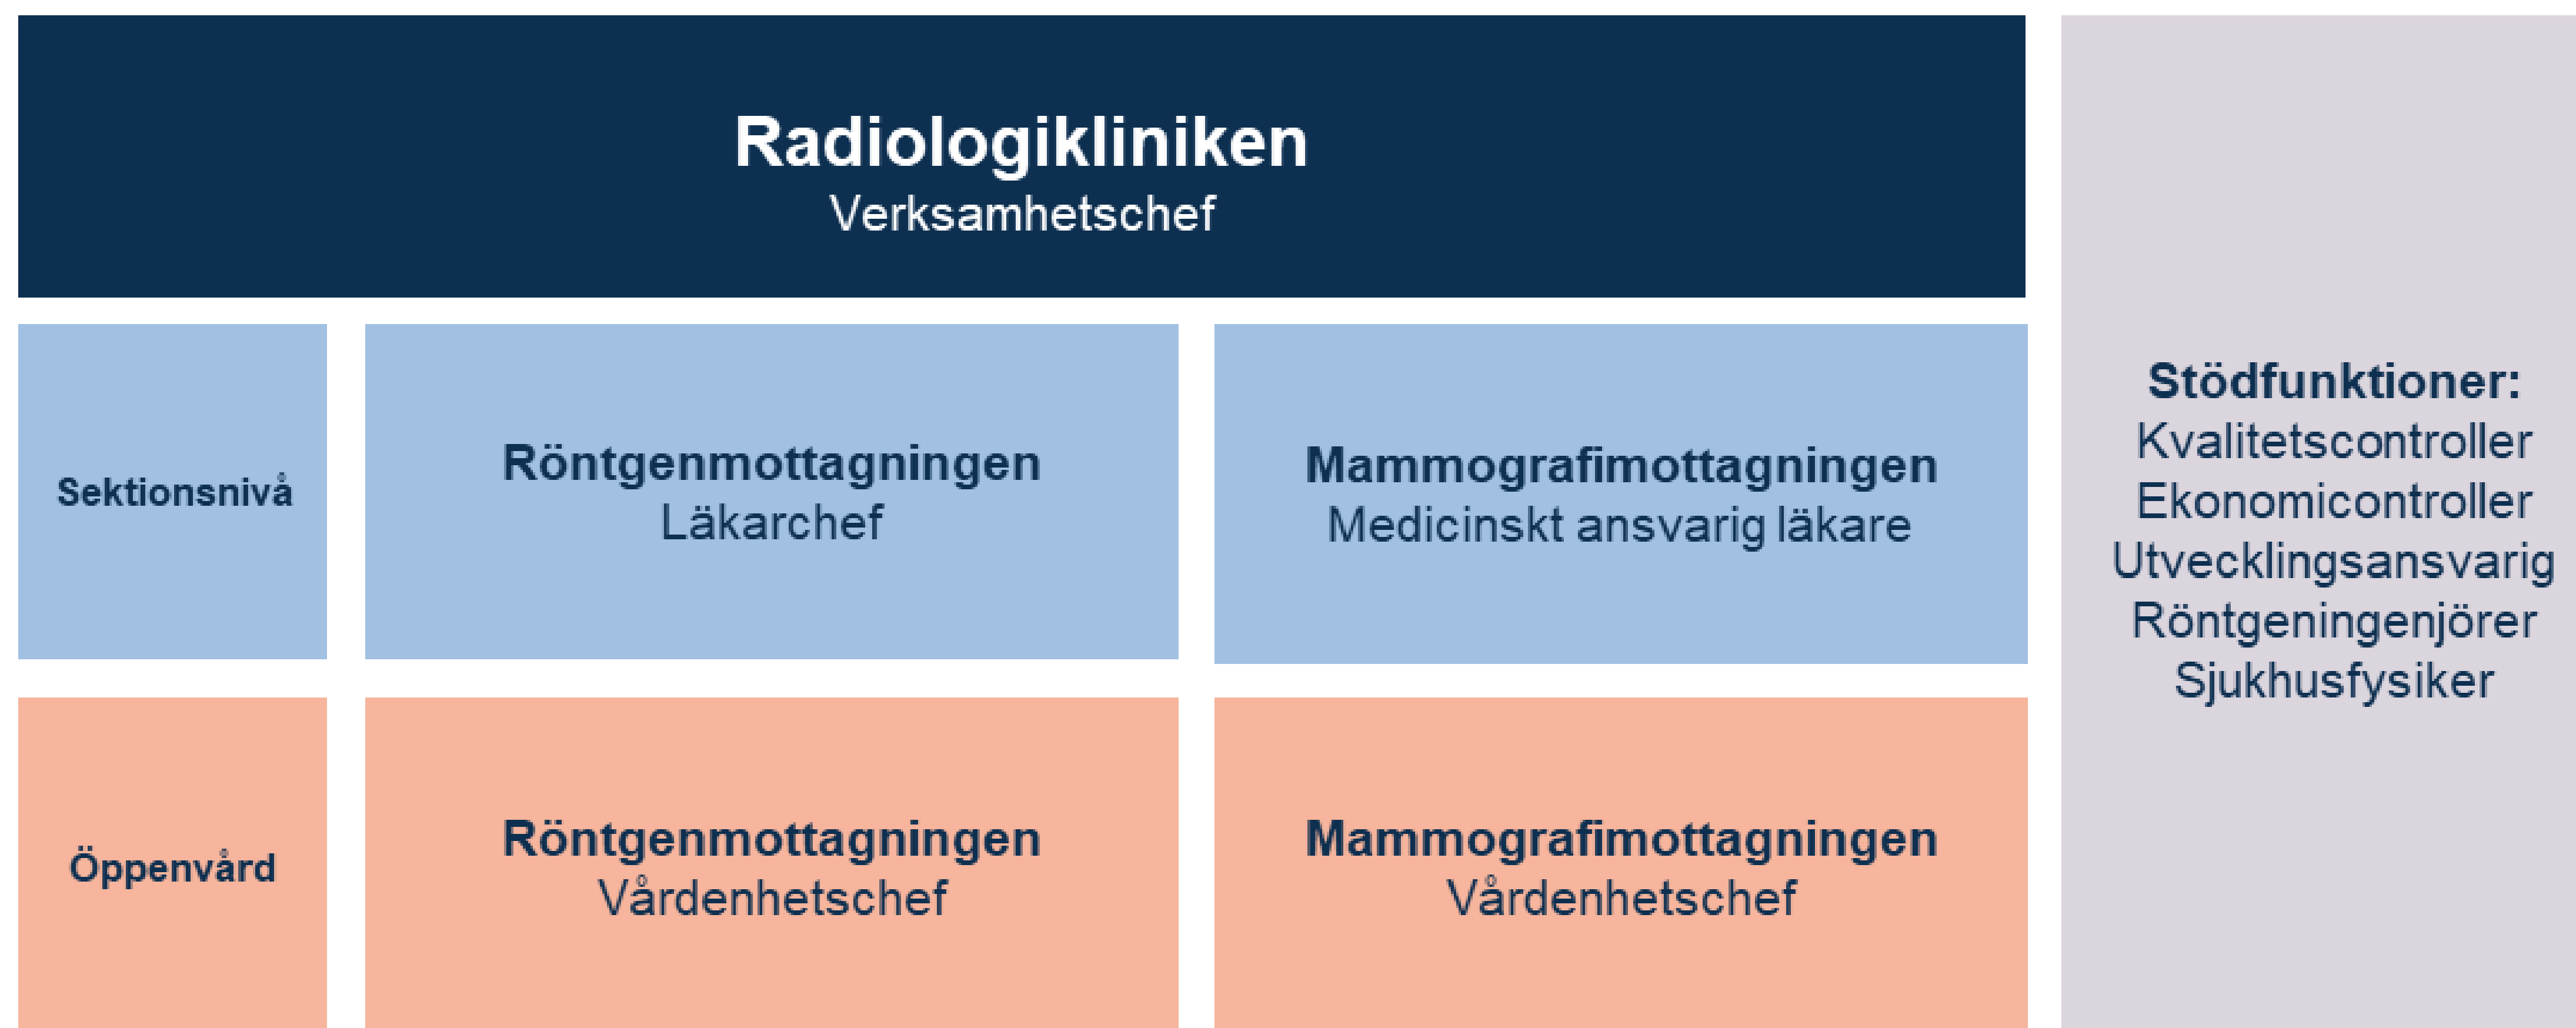 Radiologikliniken
Verksamhetschef
Sektionsnivå
Röntgenmottagningen
Läkarchef
Mammografimottagningen
Medicinskt ansvarig läkare
Öppenvård
Röntgenmottagningen
Vårdenhetschef
Mammografimottagningen
Vårdenhetschef
Stödfunktioner:
Kvalitetscontroller
Ekonomicontroller
Utvecklingsansvarig
Röntgeningenjörer
Sjukhusfysiker